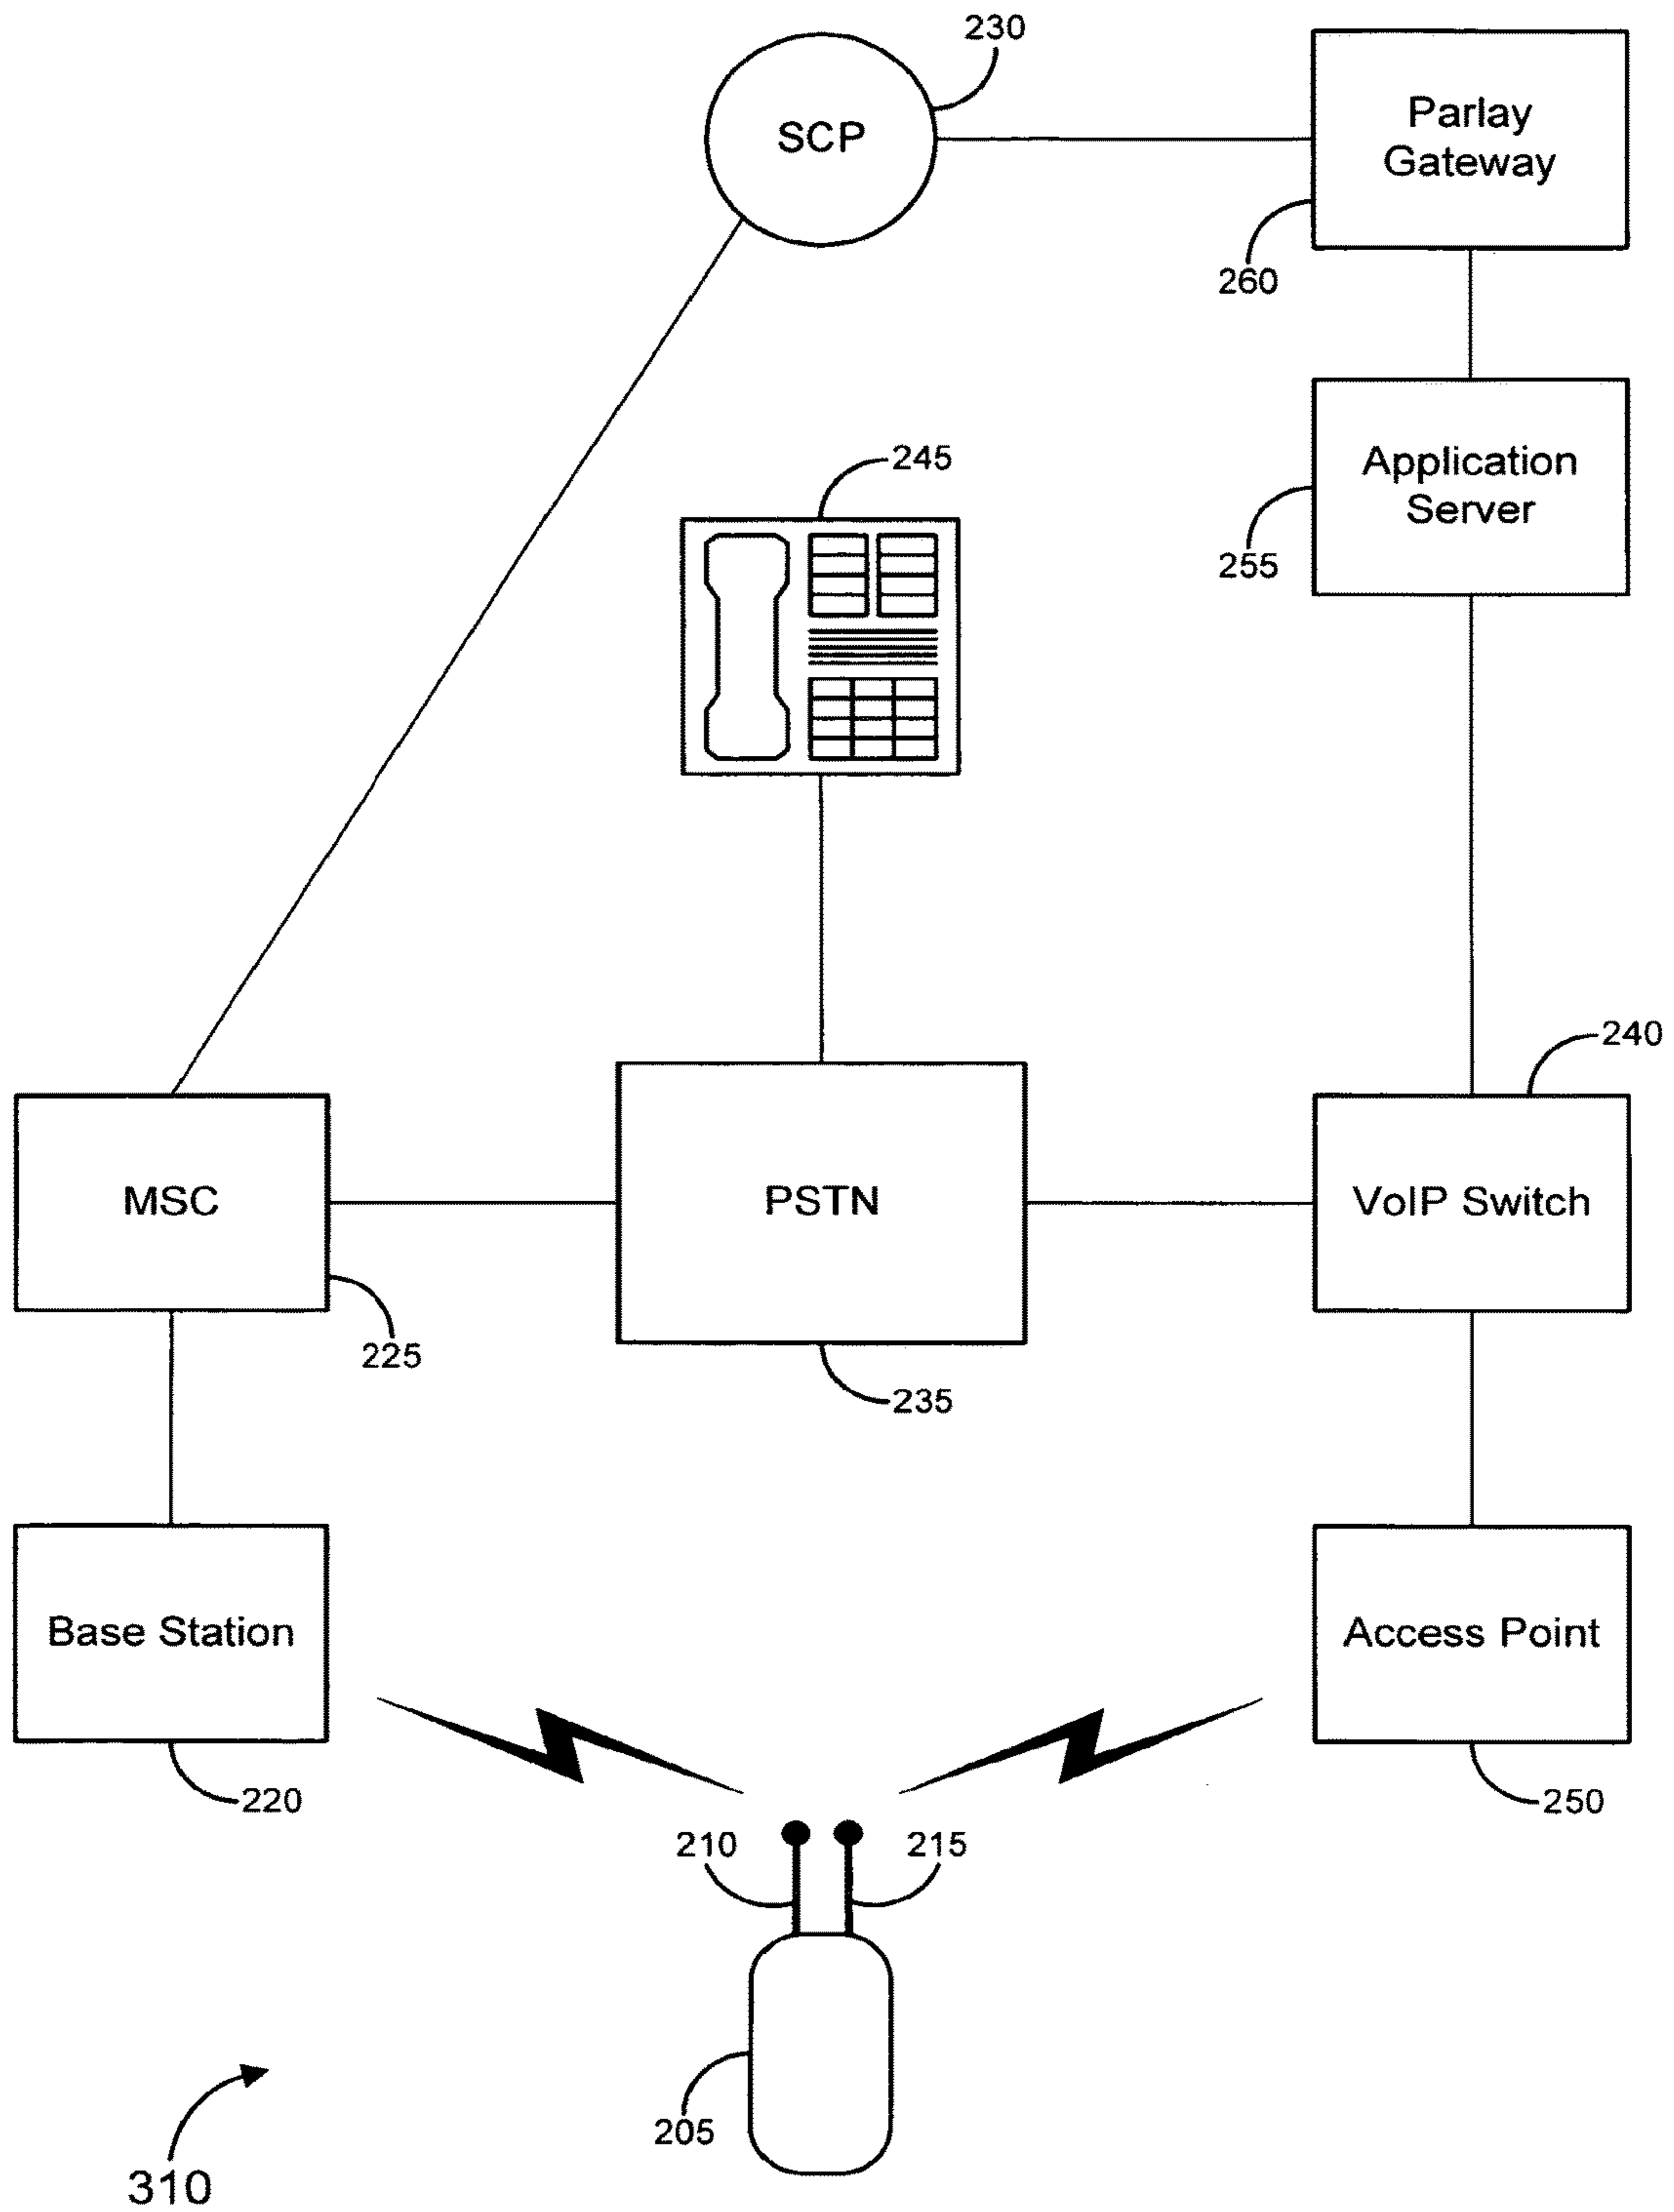 230
SCP
Parlay
Gateway
260
245
Application
Server
255
240
MSC
PSTN
VoIP Switch
225
235
Base Station
Access Point
220
250
210
215
205
310